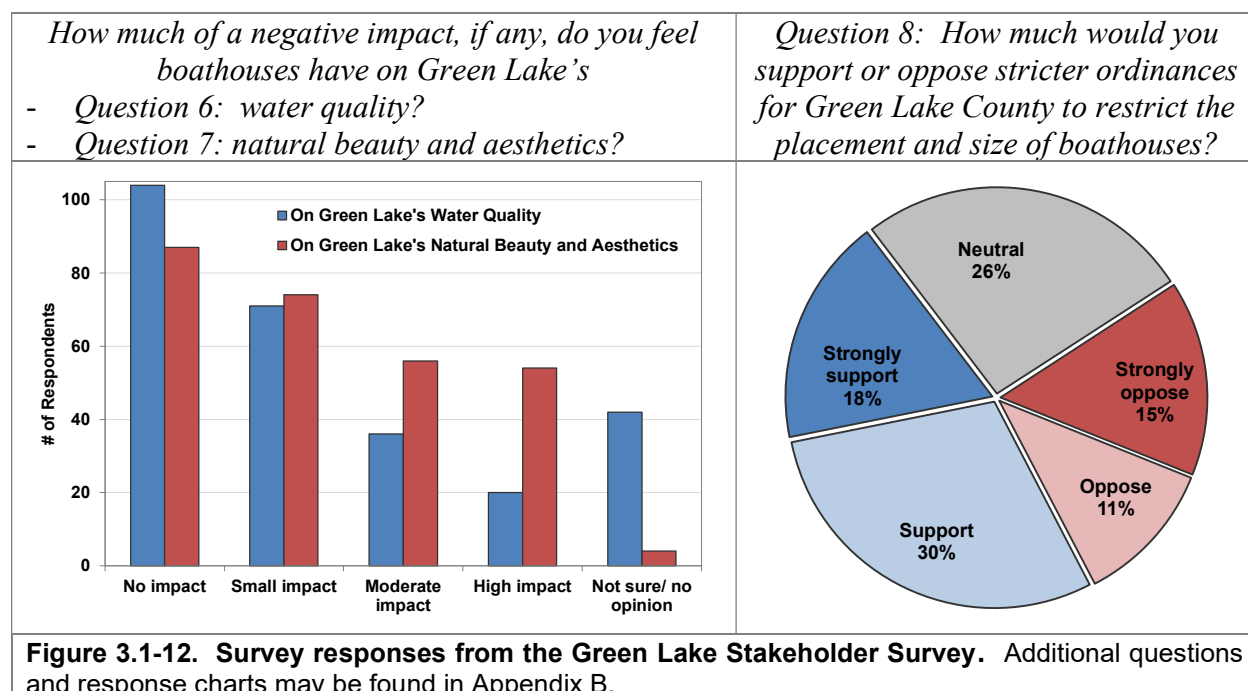 How much of a negative impact, if any, do you feel
boathouses have on Green Lake's
- Question 6: water quality?
- Question 7: natural beauty and aesthetics?
Question 8: How much would you
support or oppose stricter ordinances
for Green Lake County to restrict the
placement and size of boathouses?
# of Respondents
100
80
60
40
20
0
On Green Lake's Water Quality
On Green Lake's Natural Beauty and Aesthetics
No impact
Small impact
Moderate
impact
High impact
Not sure/ no
opinion
Neutral
26%
Strongly
support
18%
Strongly
oppose
15%
Oppose
11%
Support
30%
Figure 3.1-12. Survey responses from the Green Lake Stakeholder Survey. Additional questions
and response charts may be found in Appendix B.